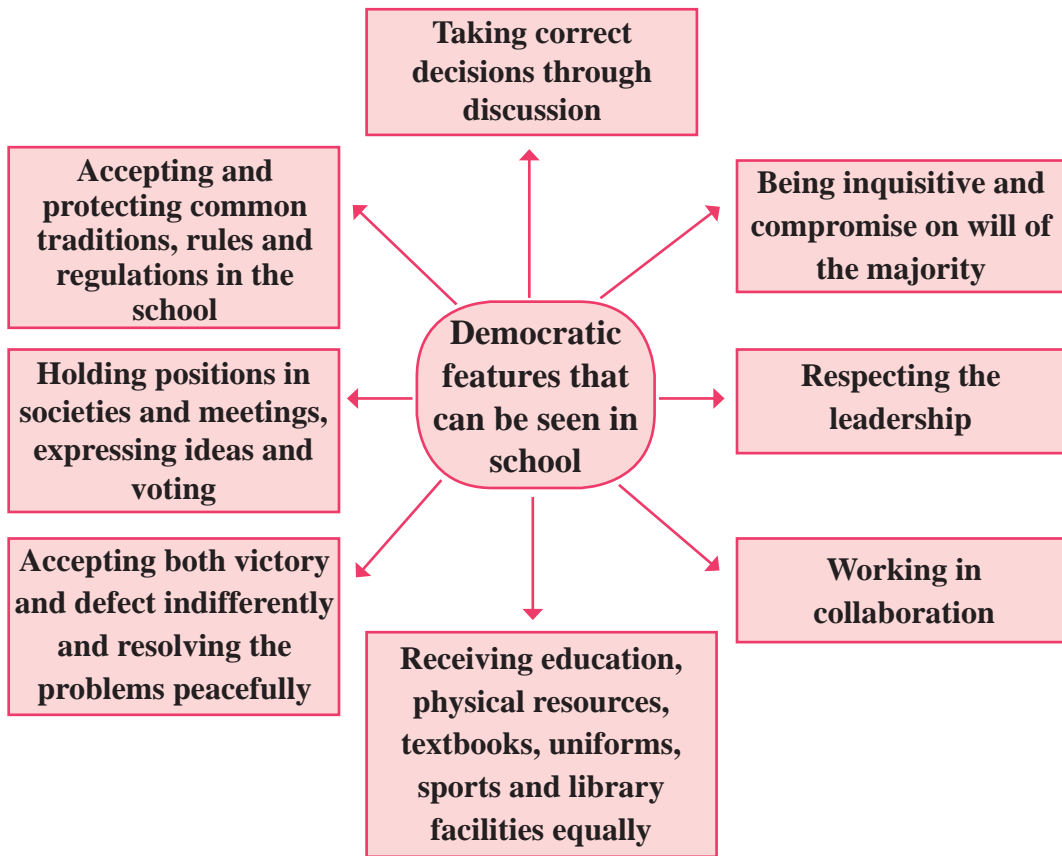 Taking correct
decisions through
discussion
Accepting and
protecting common
traditions, rules and
regulations in the
school
Being inquisitive and
compromise on will of
the majority
Democratic
features that
can be seen in
school
Holding positions in
societies and meetings,
expressing ideas and
voting
Respecting the
leadership
Accepting both victory
and defect indifferently
and resolving the
problems peacefully
Working in
collaboration
Receiving education,
physical resources,
textbooks, uniforms,
sports and library
facilities equally